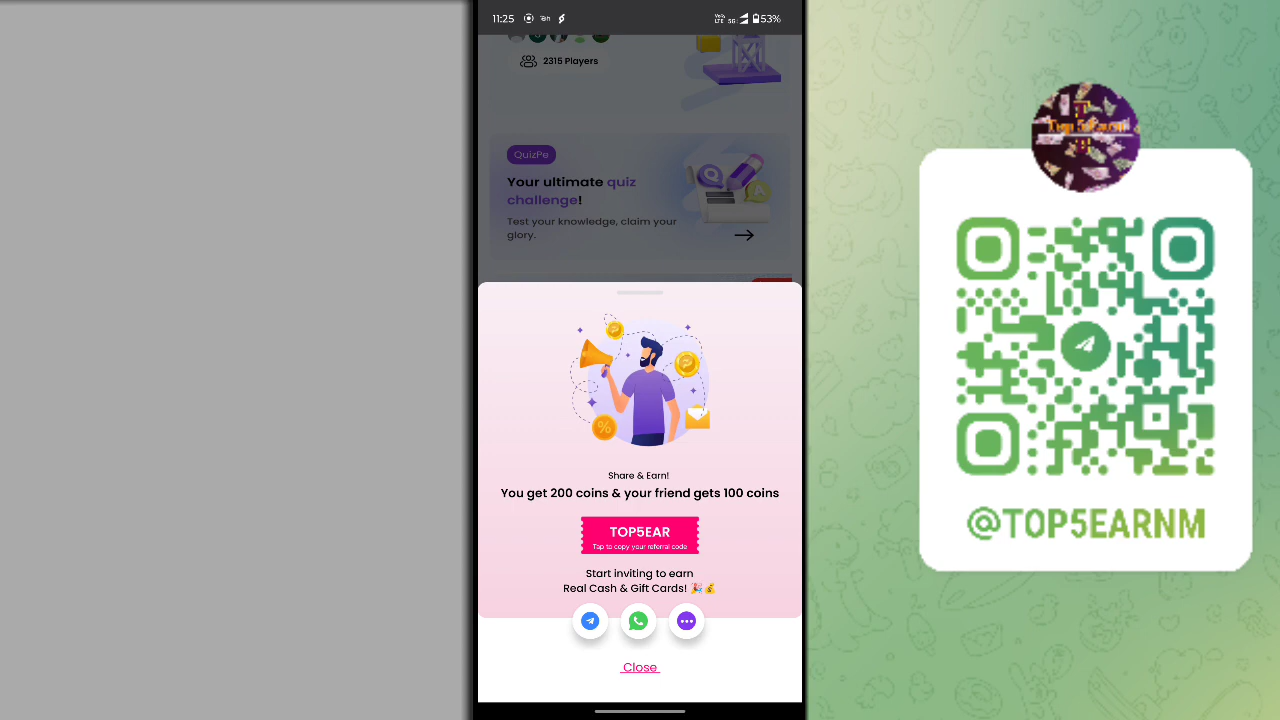 11:25
53%
2315 Players
QuizPe
Your ultimate quiz
challenge!
Test your knowledge, claim your
glory.
Share & Earn!
You get 200 coins & your friend gets 100 coins
TOP5EAR
Tap to copy your referral code
Start inviting to earn
Real Cash & Gift Cards! 🎉💰
Close
@TOP5EARNM